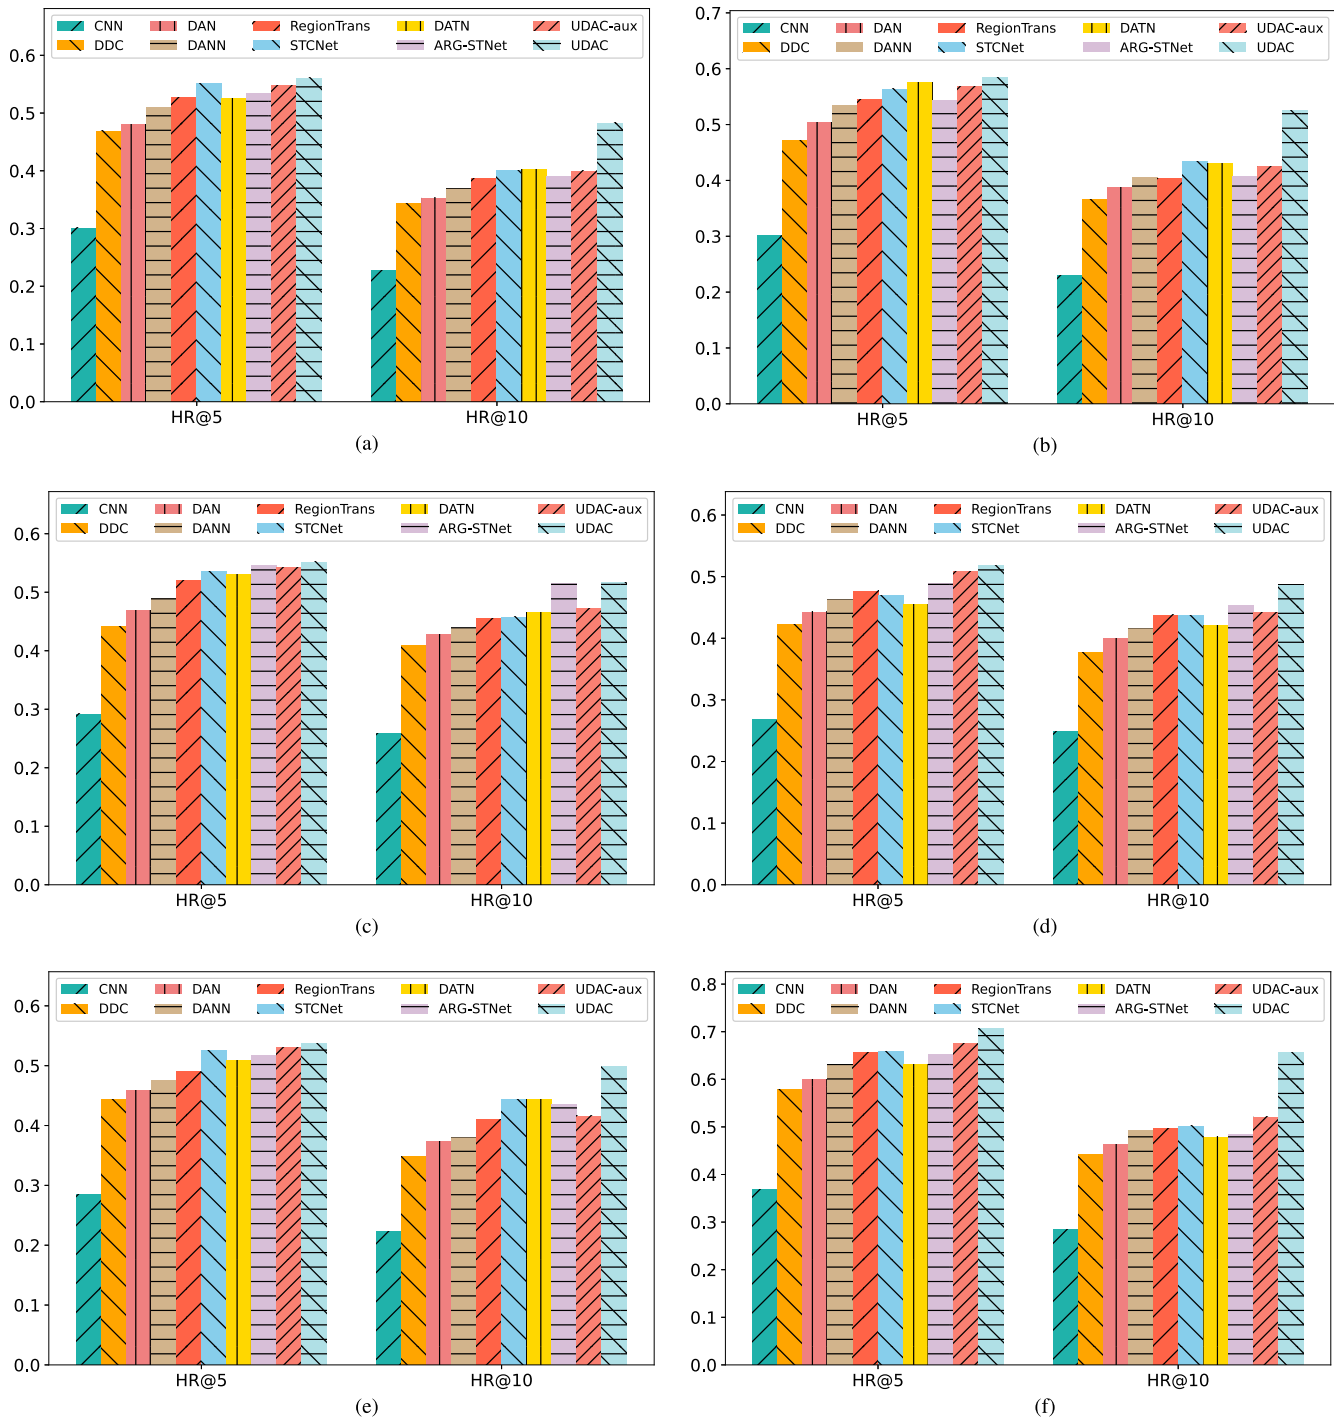 CNN DAN RegionTrans DATN UDAC-aux
DDC DANN STCNet ARG-STNet UDAC
0.6
0.5
0.4
0.3
0.2
0.1
0.0
HR@5 HR@10
(a)
0.7
CNN DAN RegionTrans DATN UDAC-aux
DDC DANN STCNet ARG-STNet UDAC
0.6
0.5
0.4
0.3
0.2
0.1
0.0
HR@5 HR@10
(b)
CNN DAN RegionTrans DATN UDAC-aux
DDC DANN STCNet ARG-STNet UDAC
0.6
0.5
0.4
0.3
0.2
0.1
0.0
HR@5 HR@10
(c)
CNN DAN RegionTrans DATN UDAC-aux
0.6
DDC DANN STCNet ARG-STNet UDAC
0.5
0.4
0.3
0.2
0.1
0.0
HR@5 HR@10
(d)
CNN DAN RegionTrans DATN UDAC-aux
0.6
DDC DANN STCNet ARG-STNet UDAC
0.5
0.4
0.3
0.2
0.1
0.0
HR@5 HR@10
(e)
0.8
CNN DAN RegionTrans DATN UDAC-aux
DDC DANN STCNet ARG-STNet UDAC
0.7
0.6
0.5
0.4
0.3
0.2
0.1
0.0
HR@5 HR@10
(f)